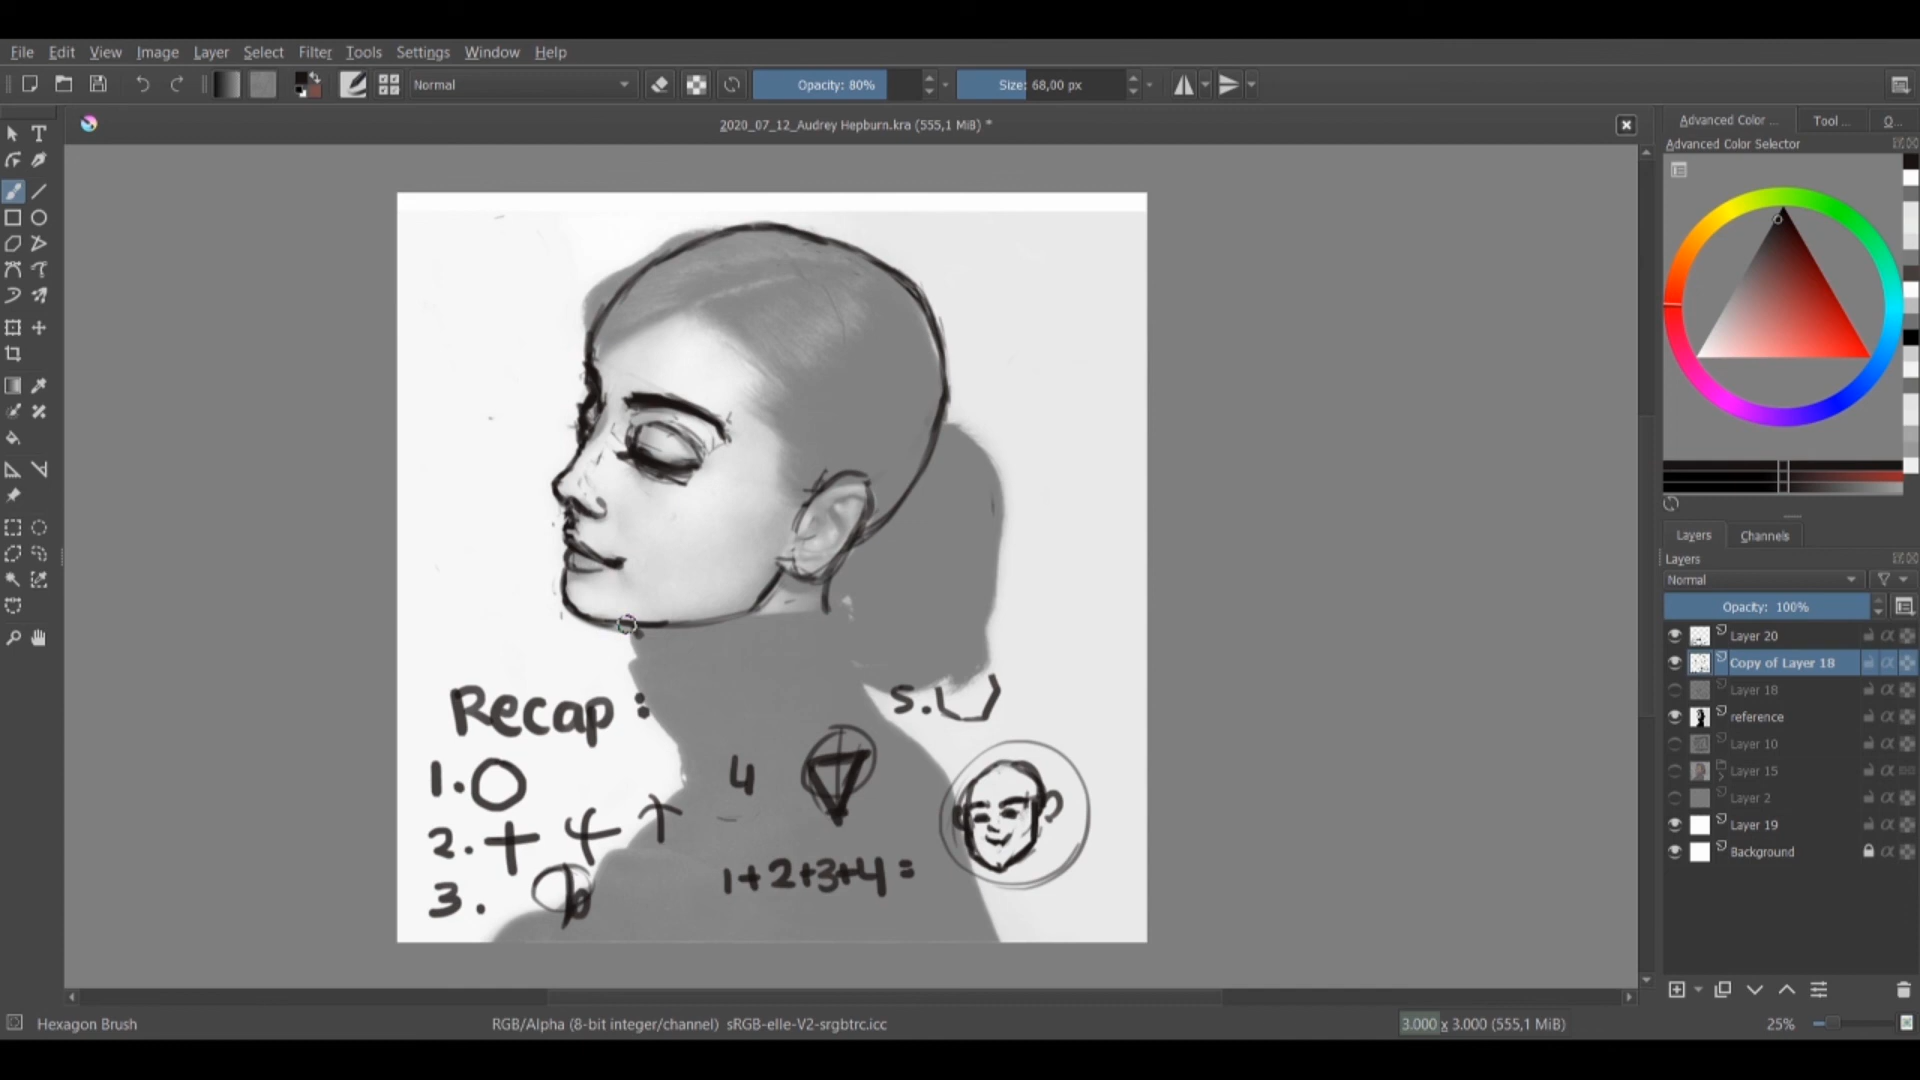 File Edit View Image Layer Select Filter Tools Settings Window Help
Normal Opacity: 80% Size: 68,00 px
2020_07_12_Audrey Hepburn.kra (555,1 MiB) *
Advanced Color ... Tool ... Q...
Advanced Color Selector
Recap:
1.
2.
3.
4
1+2+3+4=
5.
Layers Channels
Layers
Normal
Opacity: 100%
Layer 20
Copy of Layer 18
Layer 18
reference
Layer 10
Layer 15
Layer 2
Layer 19
Background
Hexagon Brush
RGB/Alpha (8-bit integer/channel) sRGB-elle-V2-srgbtrc.icc
3.000 x 3.000 (555,1 MiB)
25%